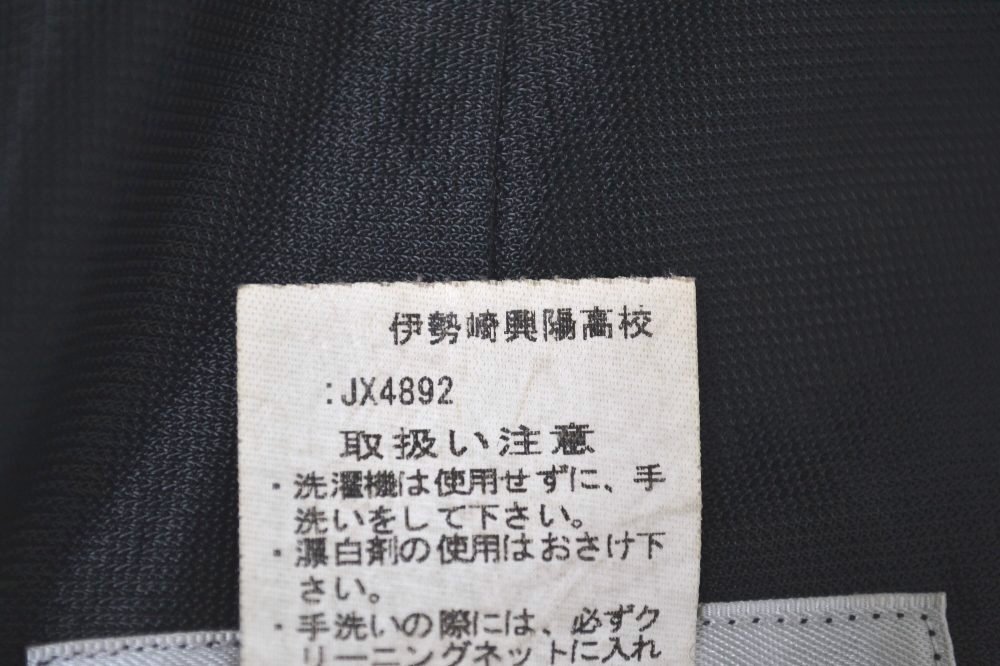 伊勢崎興陽高校
:JX4892
取扱い注意
・洗濯機は使用せずに、手
洗いをして下さい。
・漂白剤の使用はおさけ下
さい。
・手洗いの際には、必ずク
リーニングネットに入れ